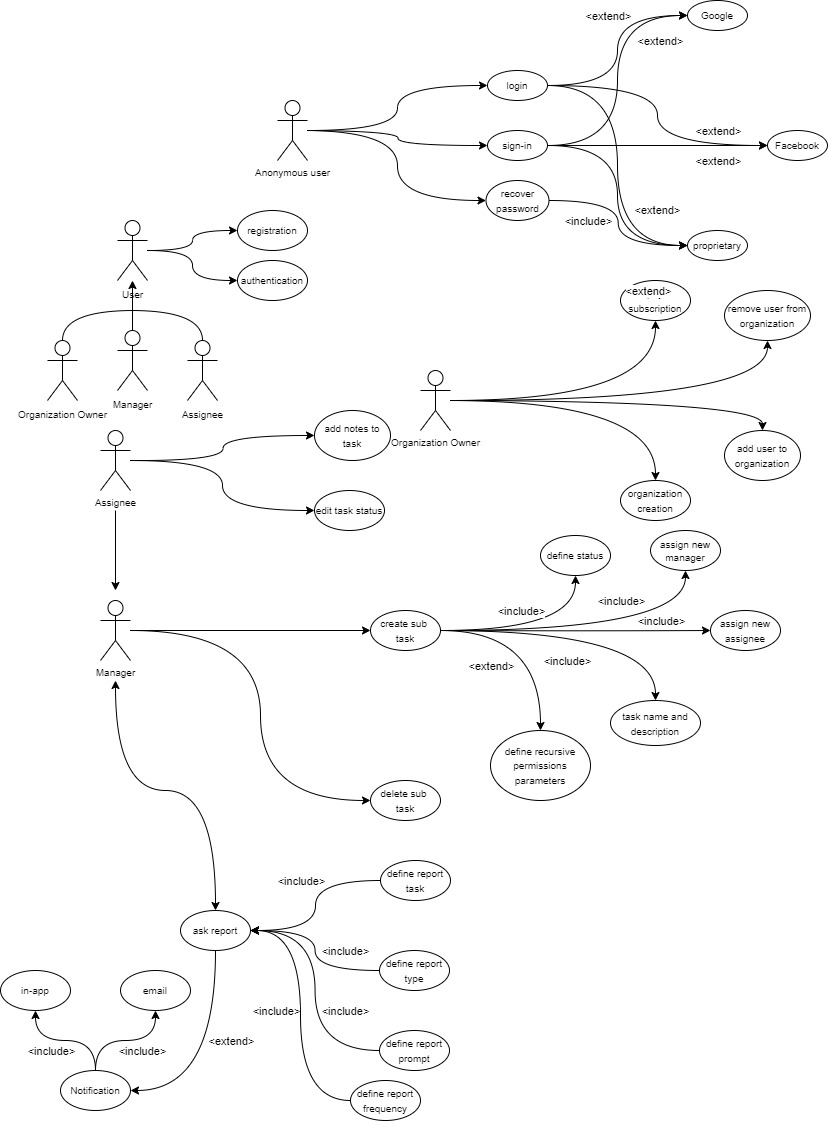 <extend>
Google
<extend>
login
<extend>
sign-in
Facebook
<extend>
Anonymous user
recover
password
<extend>
<include>
proprietary
registration
User
authentication
<extend>
subscription
remove user from
organization
Organization Owner
Manager
Assignee
add notes to
task
Organization Owner
add user to
organization
Assignee
edit task status
organization
creation
define status
assign new
manager
<include>
<include>
<include>
create sub
task
assign new
assignee
Manager
<extend>
<include>
task name and
description
define recursive
permissions
parameters
delete sub
task
<include>
define report
task
ask report
<include>
define report
type
in-app
email
<include>
<include>
<extend>
<include>
<include>
define report
prompt
Notification
define report
frequency